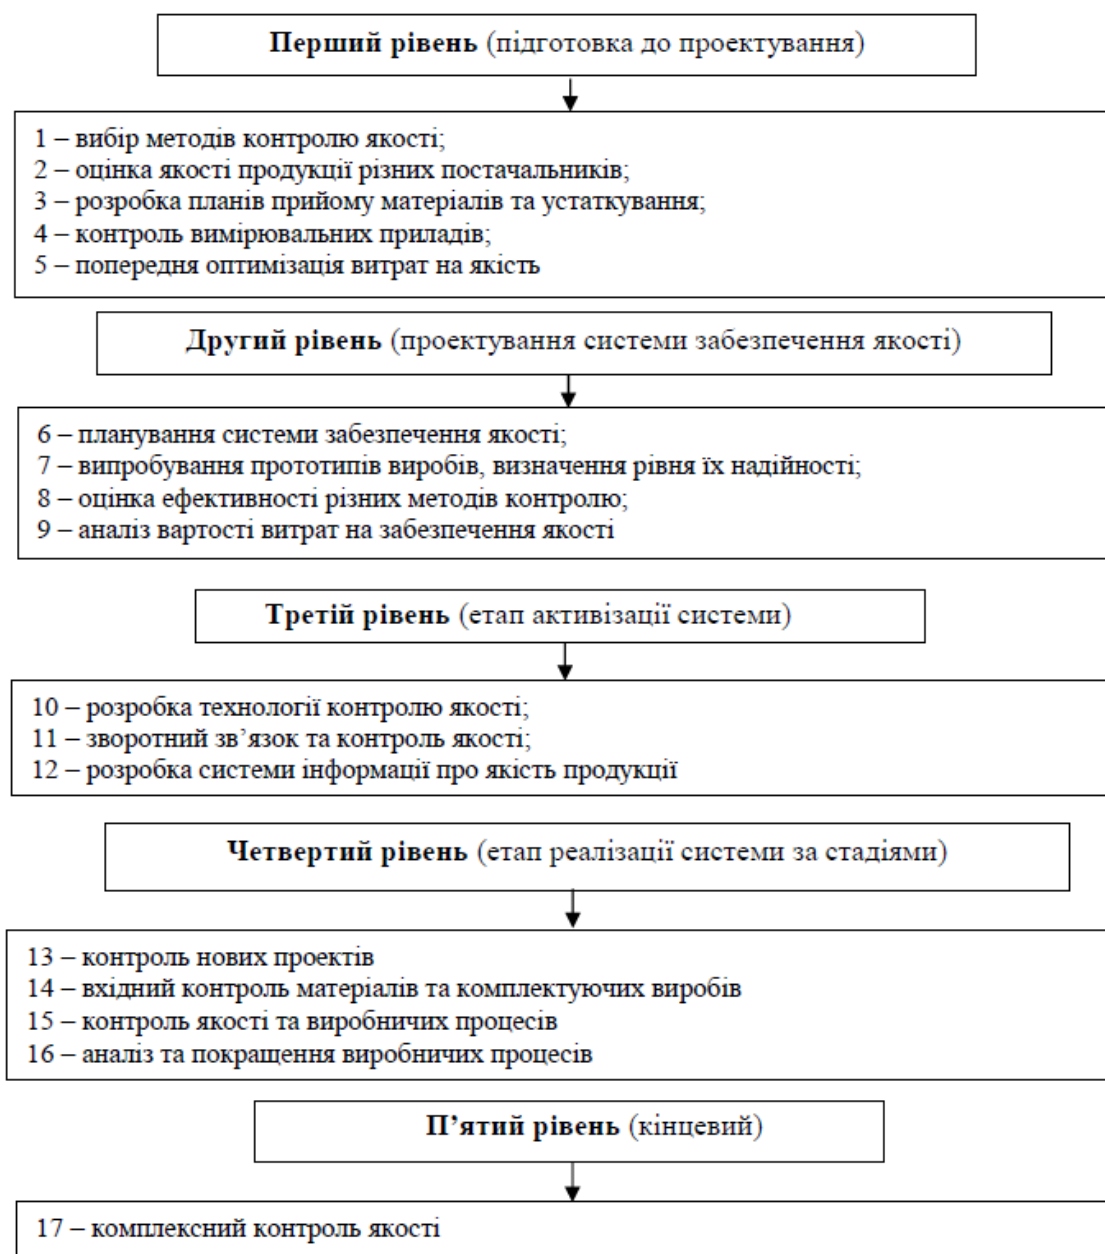 Перший рівень (підготовка до проектування)
1 – вибір методів контролю якості;
2 – оцінка якості продукції різних постачальників;
3 – розробка планів прийому матеріалів та устаткування;
4 – контроль вимірювальних приладів;
5 – попередня оптимізація витрат на якість
Другий рівень (проектування системи забезпечення якості)
6 – планування системи забезпечення якості;
7 – випробування прототипів виробів, визначення рівня їх надійності;
8 – оцінка ефективності різних методів контролю;
9 – аналіз вартості витрат на забезпечення якості
Третій рівень (етап активізації системи)
10 – розробка технології контролю якості;
11 – зворотний зв’язок та контроль якості;
12 – розробка системи інформації про якість продукції
Четвертий рівень (етап реалізації системи за стадіями)
13 – контроль нових проектів
14 – вхідний контроль матеріалів та комплектуючих виробів
15 – контроль якості та виробничих процесів
16 – аналіз та покращення виробничих процесів
П’ятий рівень (кінцевий)
17 – комплексний контроль якості